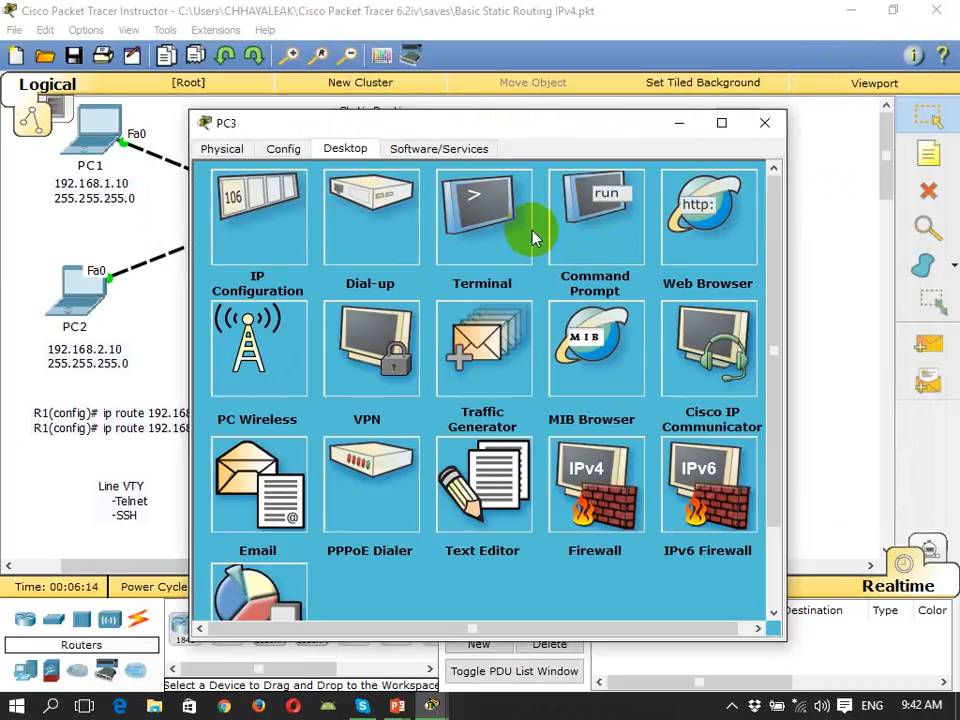 Cisco Packet Tracer Instructor - C:\Users\CHHAYALEAK\Cisco Packet Tracer 6.2iv\saves\Basic Static Routing IPv4.pkt
File Edit Options View Tools Extensions Help
Logical [Root] New Cluster Move Object Set Tiled Background Viewport
PC3
Physical Config Desktop Software/Services
Fa0
PC1
192.168.1.10
255.255.255.0
Fa0
PC2
192.168.2.10
255.255.255.0
R1(config)# ip route 192.168
R1(config)# ip route 192.168
Line VTY
-Telnet
-SSH
106
>
run
http:
IP
Configuration
Dial-up
Terminal
Command
Prompt
Web Browser
MIB
PC Wireless
VPN
Traffic
Generator
MIB Browser
Cisco IP
Communicator
@
IPv4
IPv6
Email
PPPoE Dialer
Text Editor
Firewall
IPv6 Firewall
Time: 00:06:14 Power Cycle
Realtime
Routers
New Delete
Toggle PDU List Window
Destination Type Color
Select a Device to Drag and Drop to the Workspace
ENG 9:42 AM